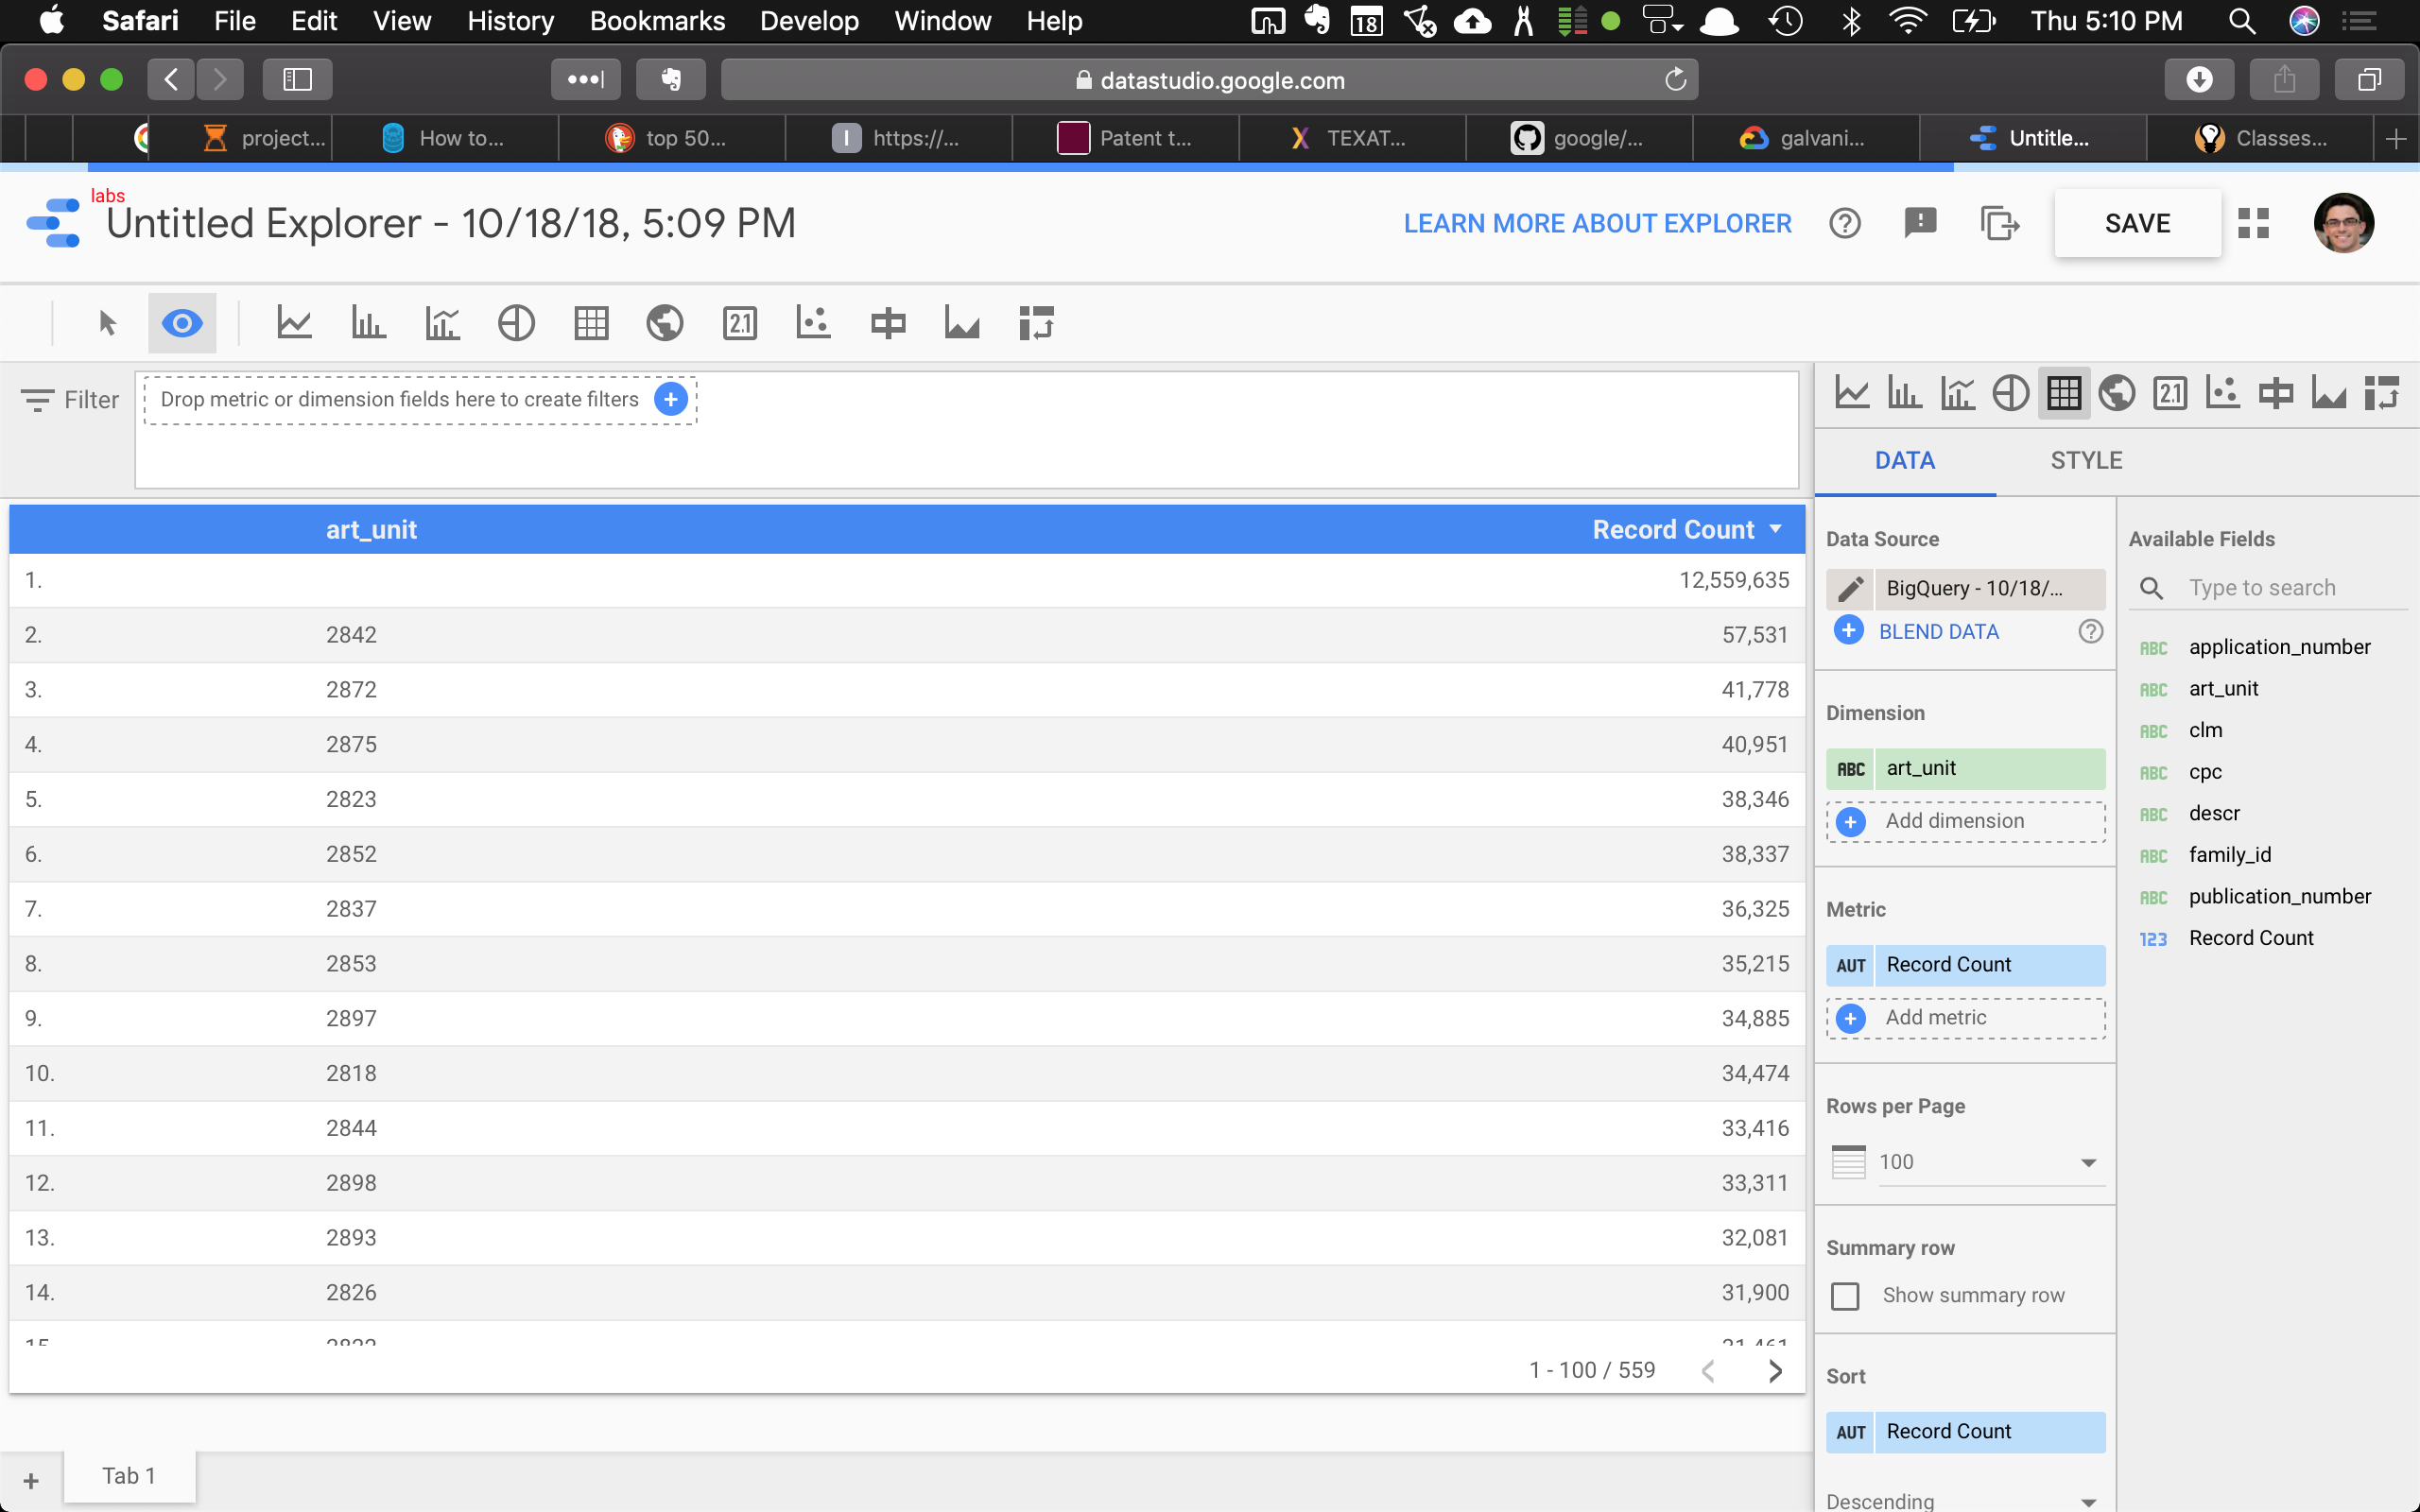 Safari File Edit View History Bookmarks Develop Window Help 18 Thu 5:10 PM
datastudio.google.com
project... How to... top 50... I https://... Patent t... X TEXAT... google/... galvani... Untitle... Classes...
labs
Untitled Explorer - 10/18/18, 5:09 PM LEARN MORE ABOUT EXPLORER SAVE
2.1
Filter Drop metric or dimension fields here to create filters
2.1
DATA STYLE
art_unit Record Count
1. 12,559,635
2. 2842 57,531
3. 2872 41,778
4. 2875 40,951
5. 2823 38,346
6. 2852 38,337
7. 2837 36,325
8. 2853 35,215
9. 2897 34,885
10. 2818 34,474
11. 2844 33,416
12. 2898 33,311
13. 2893 32,081
14. 2826 31,900
1 - 100 / 559
Tab 1
Data Source
BigQuery - 10/18/...
BLEND DATA
Dimension
ABC art_unit
Add dimension
Metric
AUT Record Count
Add metric
Rows per Page
100
Summary row
Show summary row
Sort
AUT Record Count
Descending
Available Fields
Type to search
ABC application_number
ABC art_unit
ABC clm
ABC cpc
ABC descr
ABC family_id
ABC publication_number
123 Record Count